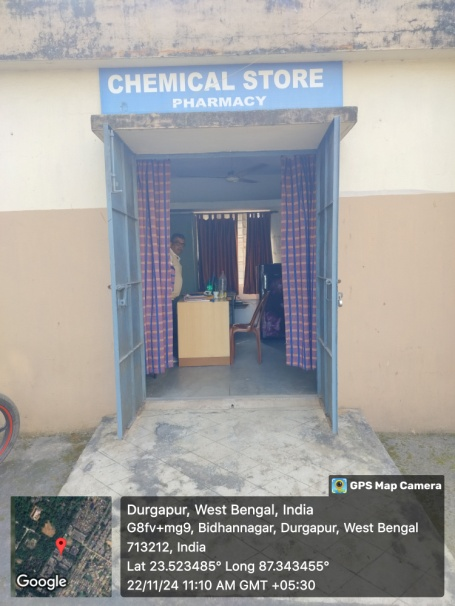 CHEMICAL STORE
PHARMACY
GPS Map Camera
Durgapur, West Bengal, India
G8fv+mg9, Bidhannagar, Durgapur, West Bengal
713212, India
Lat 23.523485° Long 87.343455°
22/11/24 11:10 AM GMT +05:30
Google